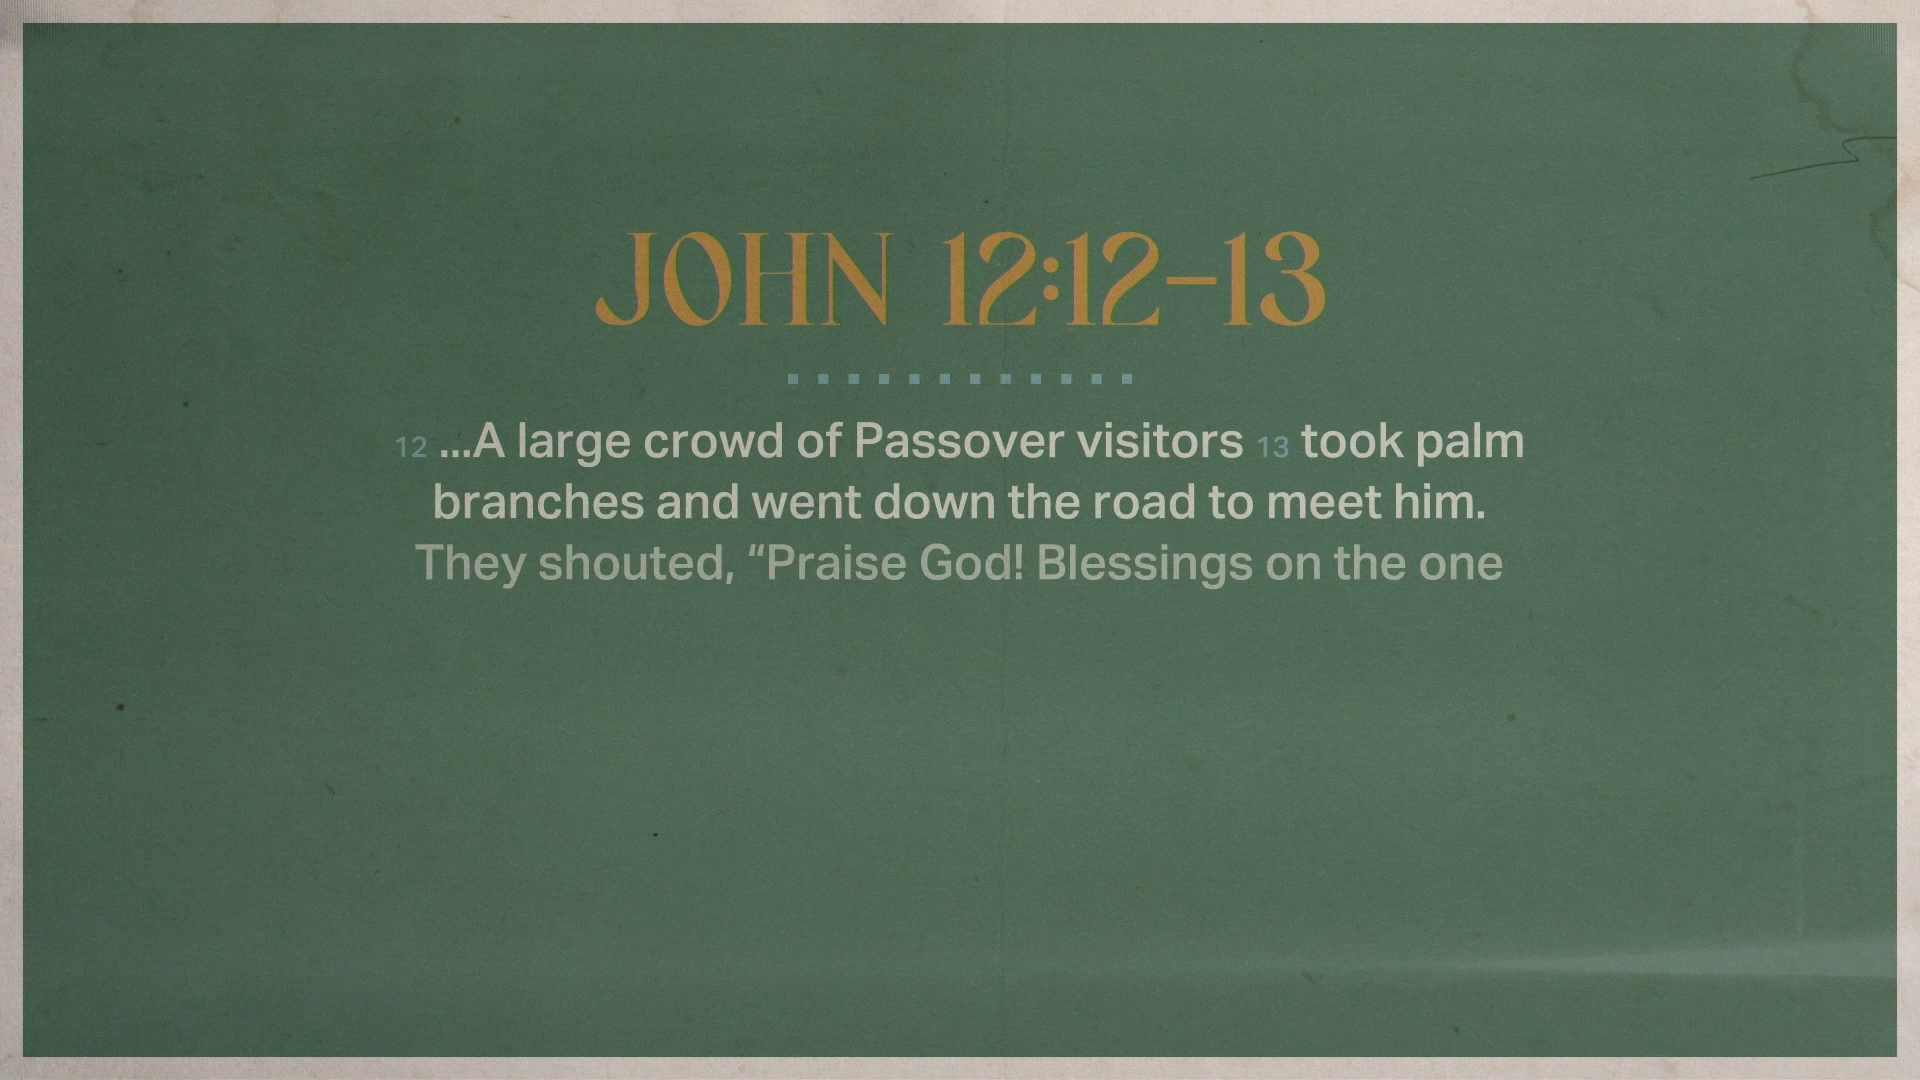 JOHN 12:12–13
12 ...A large crowd of Passover visitors 13 took palm
branches and went down the road to meet him.
They shouted, “Praise God! Blessings on the one